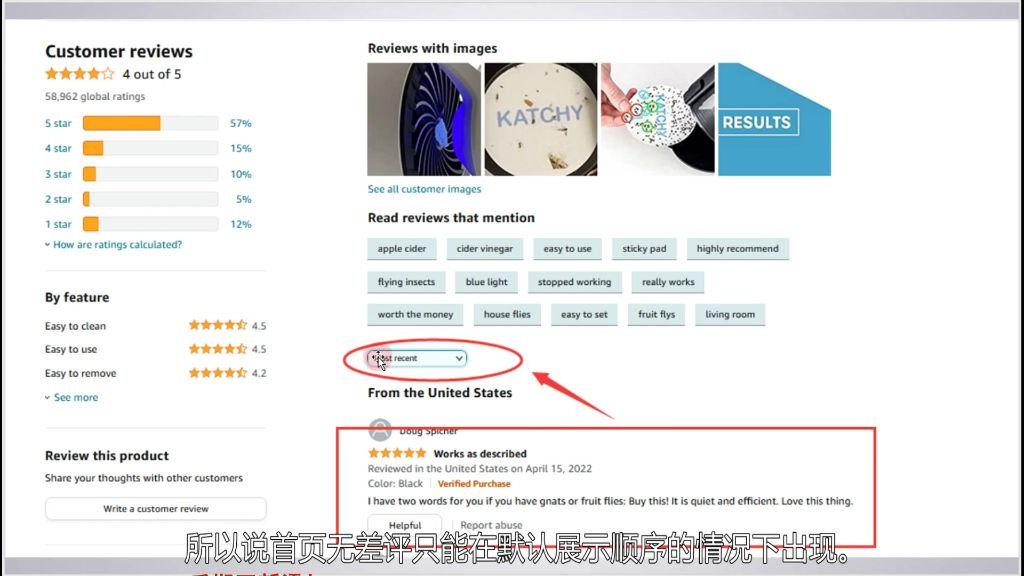 Customer reviews
4 out of 5
58,962 global ratings
5 star 57%
4 star 15%
3 star 10%
2 star 5%
1 star 12%
How are ratings calculated?
By feature
Easy to clean 4.5
Easy to use 4.5
Easy to remove 4.2
See more
Review this product
Share your thoughts with other customers
Write a customer review
Reviews with images
KATCHY
KATCHY
RESULTS
See all customer images
Read reviews that mention
apple cider cider vinegar easy to use sticky pad highly recommend
flying insects blue light stopped working really works
worth the money house flies easy to set fruit flys living room
recent
From the United States
Doug Spicher
Works as described
Reviewed in the United States on April 15, 2022
Color: Black Verified Purchase
I have two words for you if you have gnats or fruit flies: Buy this! It is quiet and efficient. Love this thing.
Helpful Report abuse
所以说首页无差评只能在默认展示顺序的情况下出现。